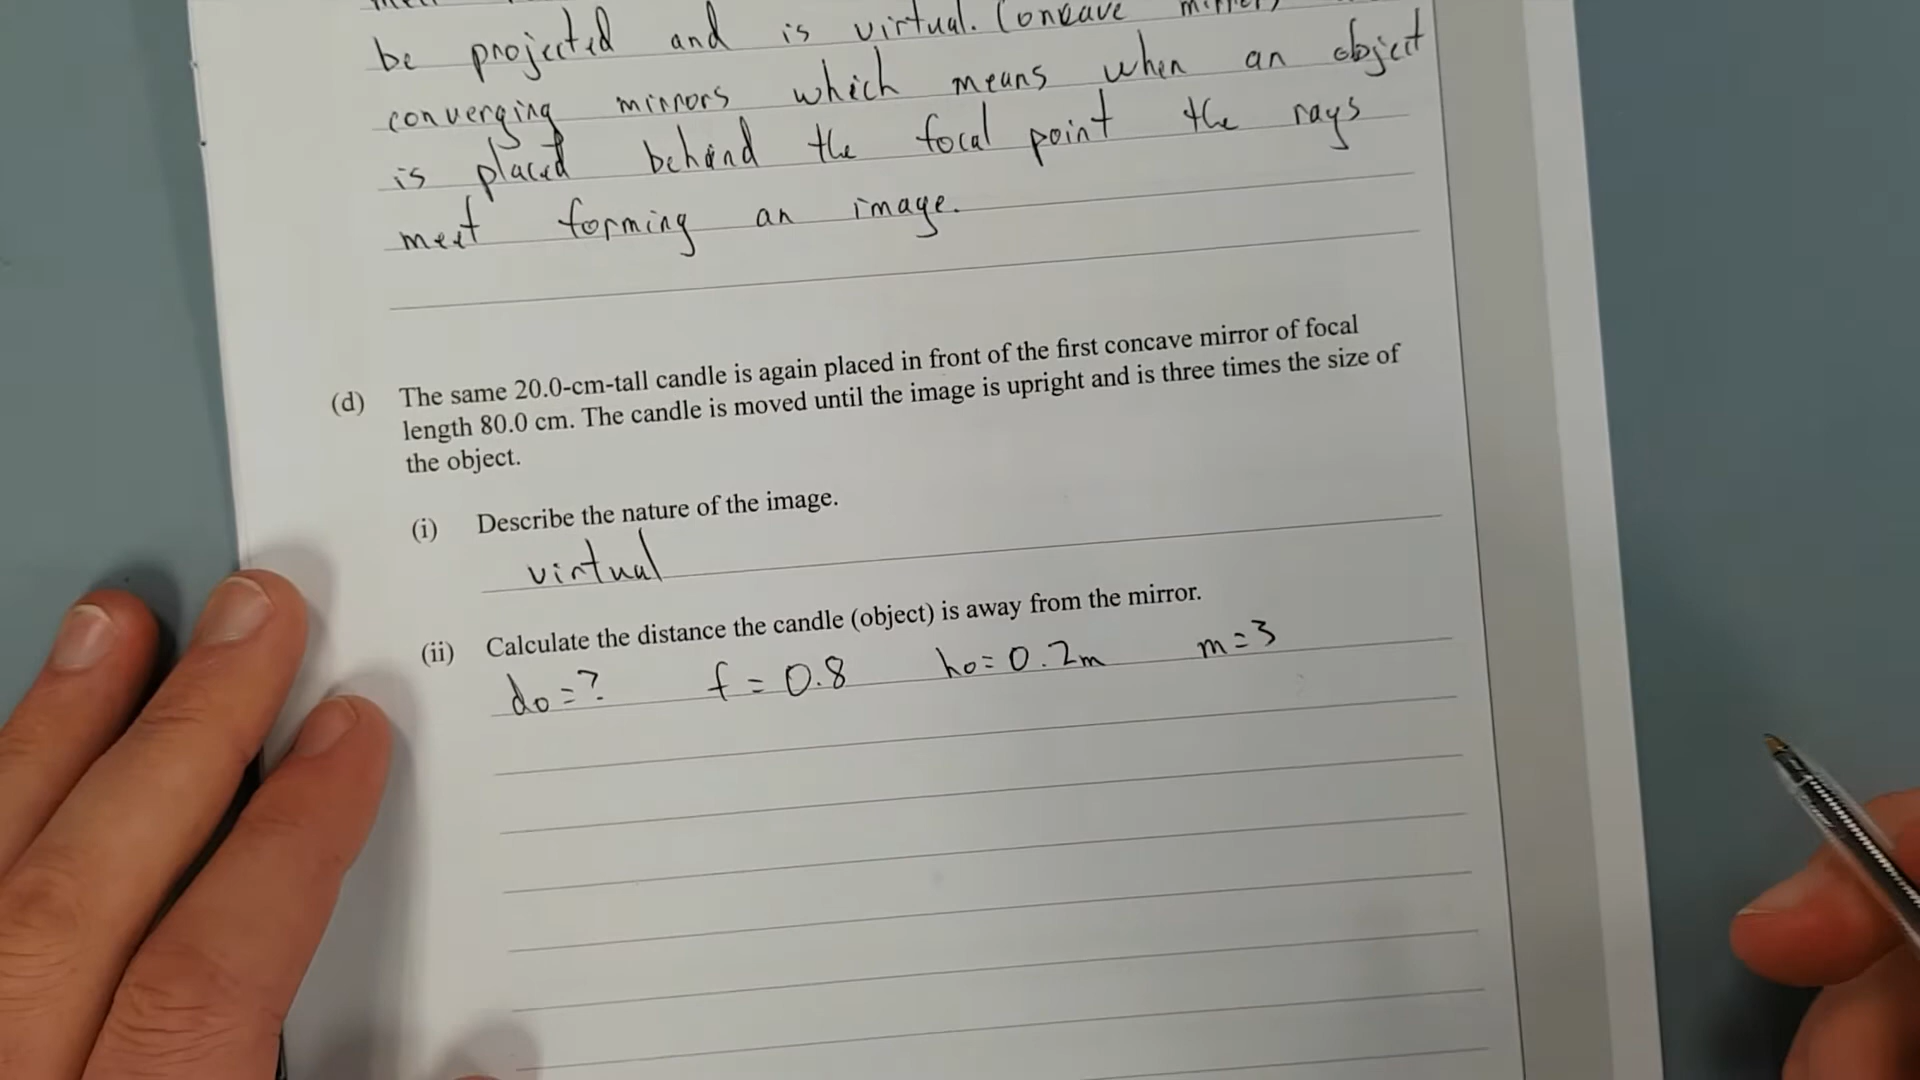 be projected and is virtual. Concave
converging mirrors which means when an object
is placed behind the focal point the rays
meet forming an image.
(d) The same 20.0-cm-tall candle is again placed in front of the first concave mirror of focal
length 80.0 cm. The candle is moved until the image is upright and is three times the size of
the object.
(i) Describe the nature of the image.
virtual
(ii) Calculate the distance the candle (object) is away from the mirror.
do=? f = 0.8 ho= 0.2m m=3